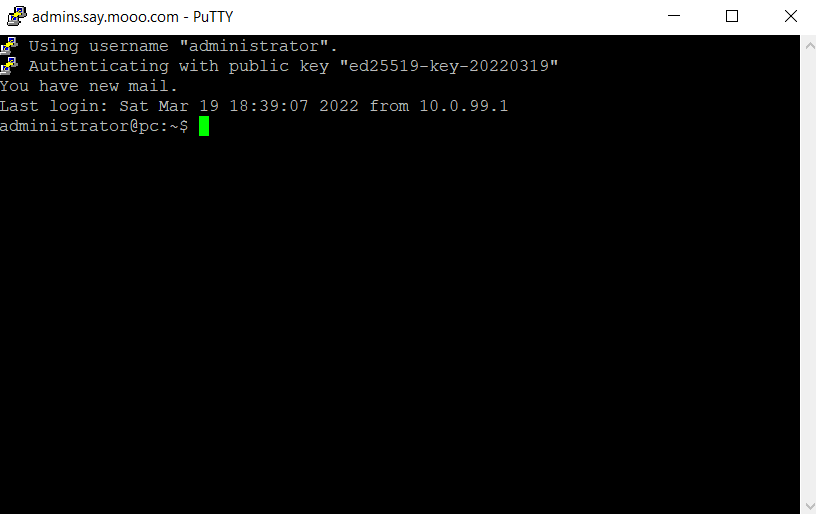 admins.say.mooo.com - PuTTY
Using username "administrator".
Authenticating with public key "ed25519-key-20220319"
You have new mail.
Last login: Sat Mar 19 18:39:07 2022 from 10.0.99.1
administrator@pc:~$